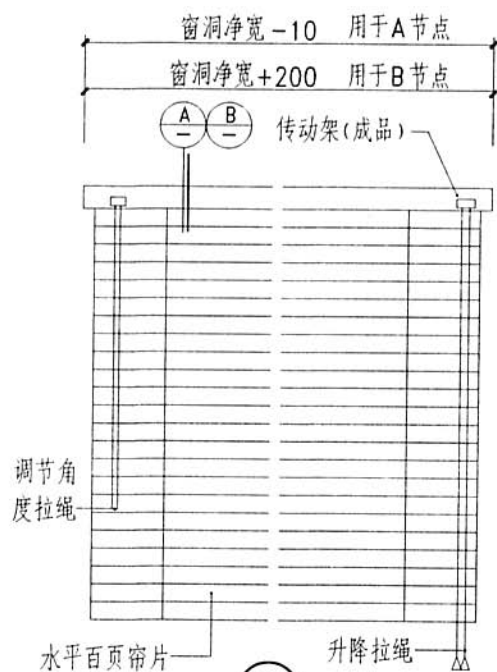 窗洞净宽-10 用于A节点
窗洞净宽+200 用于B节点
A B
- -
传动架(成品)
调节角
度拉绳
水平百页帘片
升降拉绳